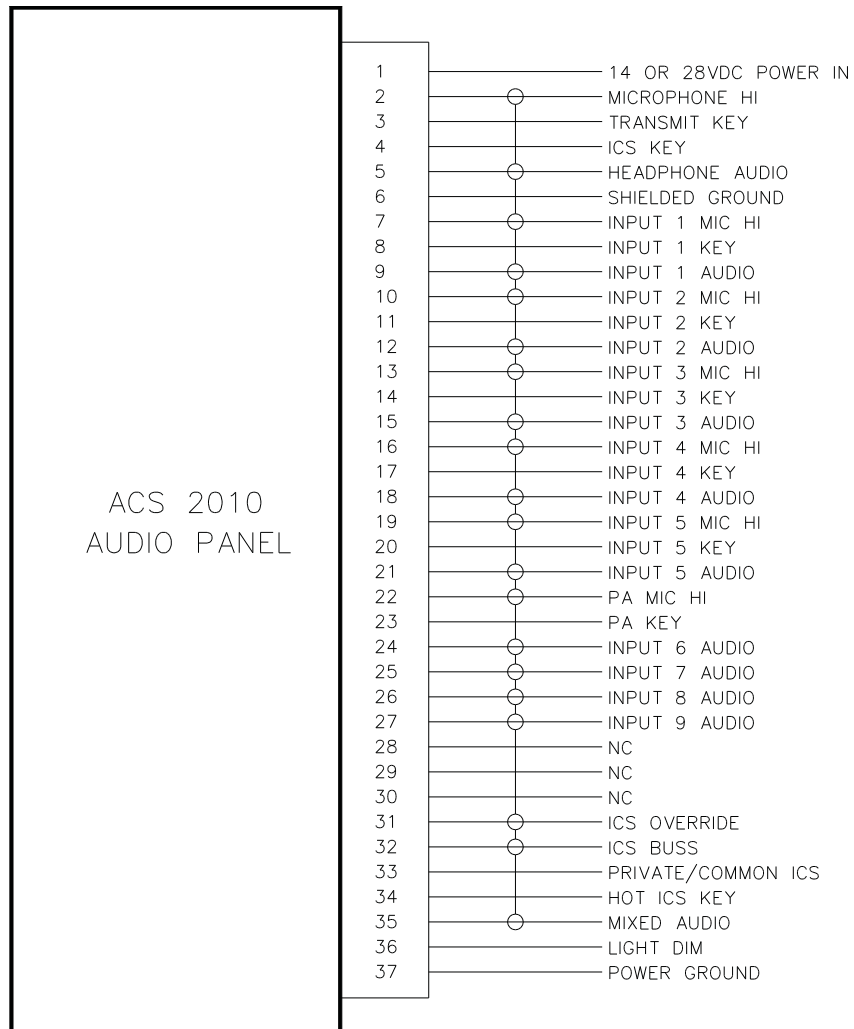 1 14 OR 28VDC POWER IN
2 MICROPHONE HI
3 TRANSMIT KEY
4 ICS KEY
5 HEADPHONE AUDIO
6 SHIELDED GROUND
7 INPUT 1 MIC HI
8 INPUT 1 KEY
9 INPUT 1 AUDIO
10 INPUT 2 MIC HI
11 INPUT 2 KEY
12 INPUT 2 AUDIO
13 INPUT 3 MIC HI
14 INPUT 3 KEY
15 INPUT 3 AUDIO
16 INPUT 4 MIC HI
17 INPUT 4 KEY
18 INPUT 4 AUDIO
19 INPUT 5 MIC HI
20 INPUT 5 KEY
21 INPUT 5 AUDIO
22 PA MIC HI
23 PA KEY
24 INPUT 6 AUDIO
25 INPUT 7 AUDIO
26 INPUT 8 AUDIO
27 INPUT 9 AUDIO
28 NC
29 NC
30 NC
31 ICS OVERRIDE
32 ICS BUSS
33 PRIVATE/COMMON ICS
34 HOT ICS KEY
35 MIXED AUDIO
36 LIGHT DIM
37 POWER GROUND
ACS 2010
AUDIO PANEL